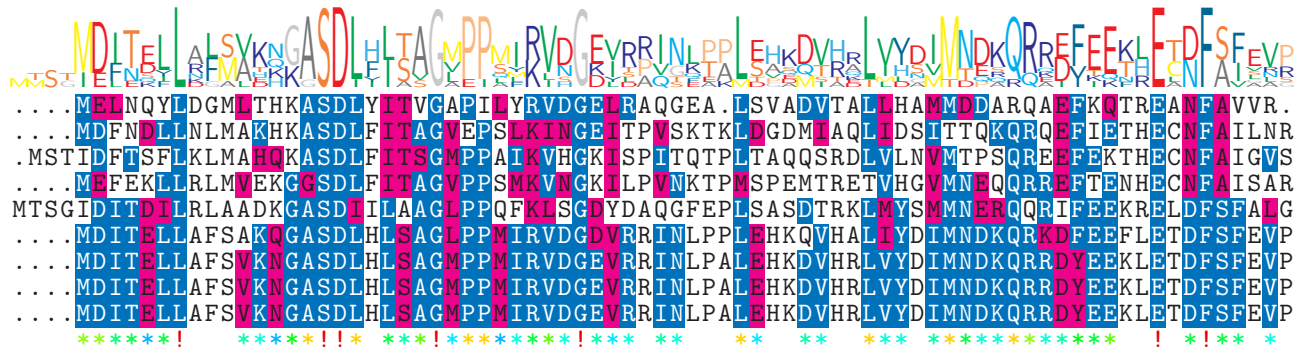 ....MELNQYLDGMLTHKASDLYITVGAPILYRVDGELRAQGEA.LSVADVTALLHAMMDDARQAEFKQTREANFAVVR.
....MDFNDLLNLMAKHKASDLFITAGVEPSLKINGEITPVSKTKLDGDMIAQLIDSITTQKQRQEFIETHECNFAILNR
.MSTIDFTSFLKLMAHQKASDLFITSGMPPAIKVHGKISPITQTPLTAQQSRDLVLNVMTPSQREEFEKTHECNFAIGVS
....MEFEKLLRLMVEKGGSDLFITAGVPPSMKVNGKILPVNKTPMSPEMTRETVHGVMNEQQRREFTENHECNFAISAR
MTSGIDITDILRLAADKGASDIILAAGLPPQFKLSGDYDAQGFEPLSASDTRKLMYSMMNERQQRIFEEKRELDFSFALG
....MDITELLAFSAKQGASDLHLSAGLPPMIRVDGDVRRINLPPLEHKQVHALIYDIMNDKQRKDFEEFLETDFSFEVP
....MDITELLAFSVKNGASDLHLSAGMPPMIRVDGEVRRINLPALEHKDVHRLVYDIMNDKQRRDYEEKLETDFSFEVP
....MDITELLAFSVKNGASDLHLSAGMPPMIRVDGEVRRINLPALEHKDVHRLVYDIMNDKQRRDYEEKLETDFSFEVP
....MDITELLAFSVKNGASDLHLSAGMPPMIRVDGEVRRINLPALEHKDVHRLVYDIMNDKQRRDYEEKLETDFSFEVP